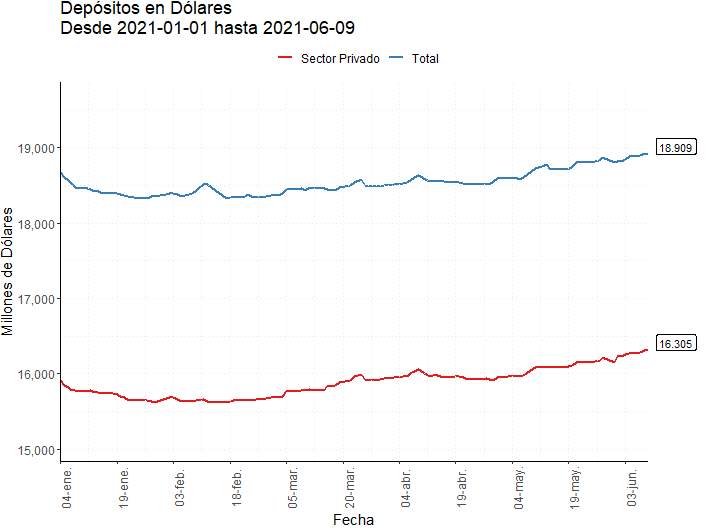 Depósitos en Dólares
Desde 2021-01-01 hasta 2021-06-09
Sector Privado Total
Millones de Dólares
19,000
18,000
17,000
16,000
15,000
18.909
16.305
04-ene.
19-ene.
03-feb.
18-feb.
05-mar.
20-mar.
04-abr.
19-abr.
04-may.
19-may.
03-jun.
Fecha